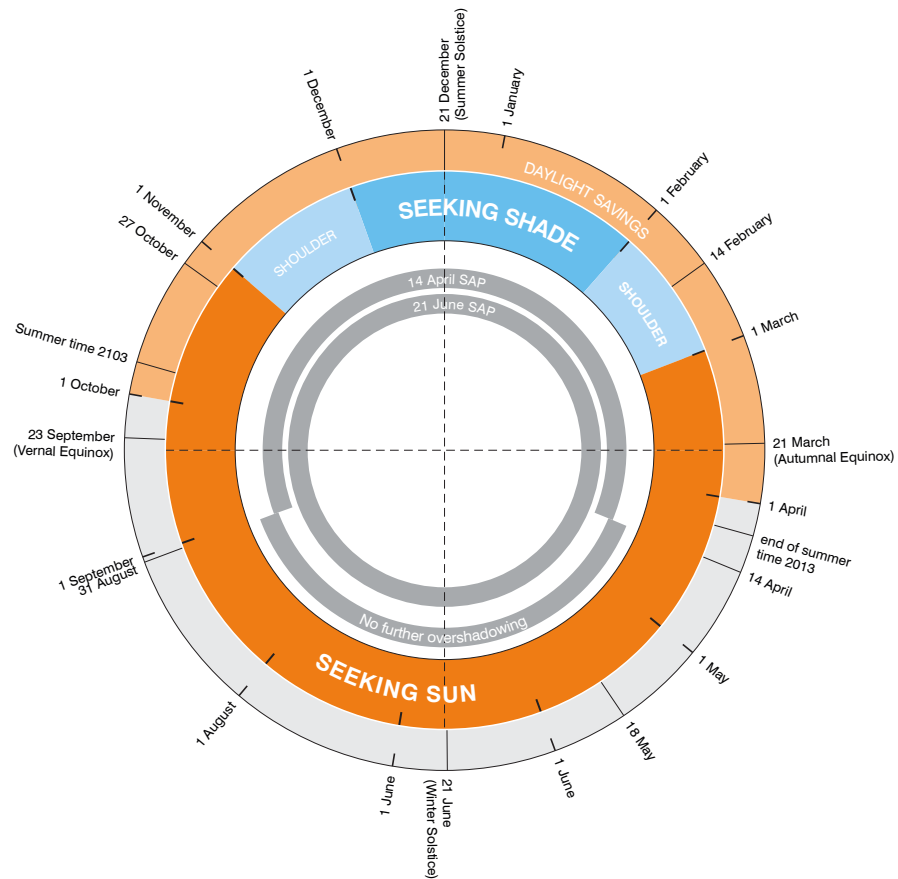 21 December
(Summer Solstice)
1 January
1 February
14 February
1 March
21 March
(Autumnal Equinox)
1 April
end of summer
time 2013
14 April
1 May
18 May
1 June
21 June
(Winter Solstice)
1 June
1 August
31 August
1 September
23 September
(Vernal Equinox)
1 October
Summer time 2103
27 October
1 November
1 December
DAYLIGHT SAVINGS
SEEKING SHADE
SHOULDER
SHOULDER
14 April SAP
21 June SAP
No further overshadowing
SEEKING SUN